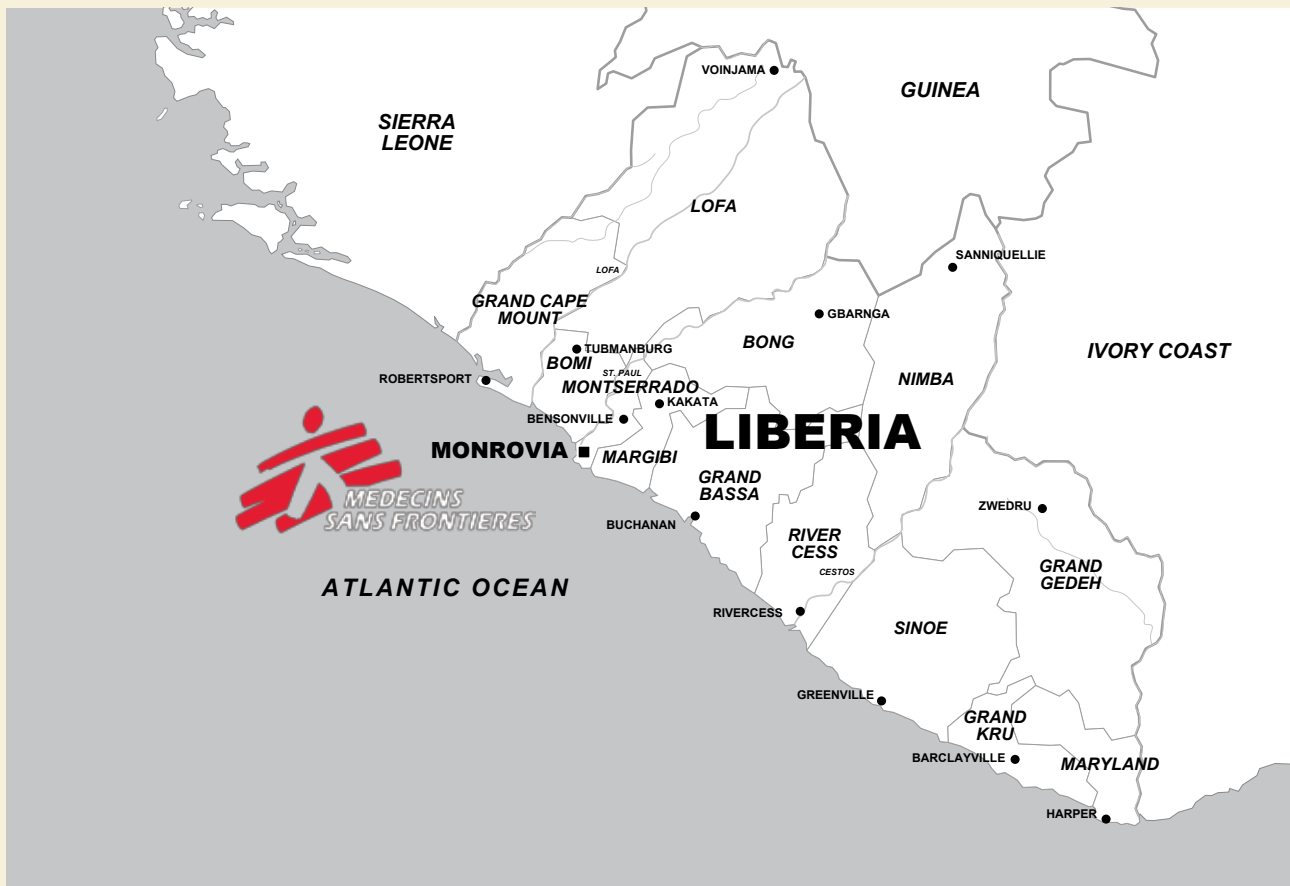 VOINJAMA
GUINEA
SIERRA
LEONE
LOFA
SANNIQUELLIE
LOFA
GRAND CAPE
MOUNT
GBARNGA
BONG
TUBMANBURG
BOMI
IVORY COAST
ST. PAUL
ROBERTSPORT
NIMBA
MONTSERRADO
KAKATA
BENSONVILLE
LIBERIA
MONROVIA
MARGIBI
GRAND
BASSA
MEDECINS
SANS FRONTIERES
ZWEDRU
BUCHANAN
RIVER
CESS
CESTOS
GRAND
GEDEH
ATLANTIC OCEAN
RIVERCESS
SINOE
GREENVILLE
GRAND
KRU
BARCLAYVILLE
MARYLAND
HARPER